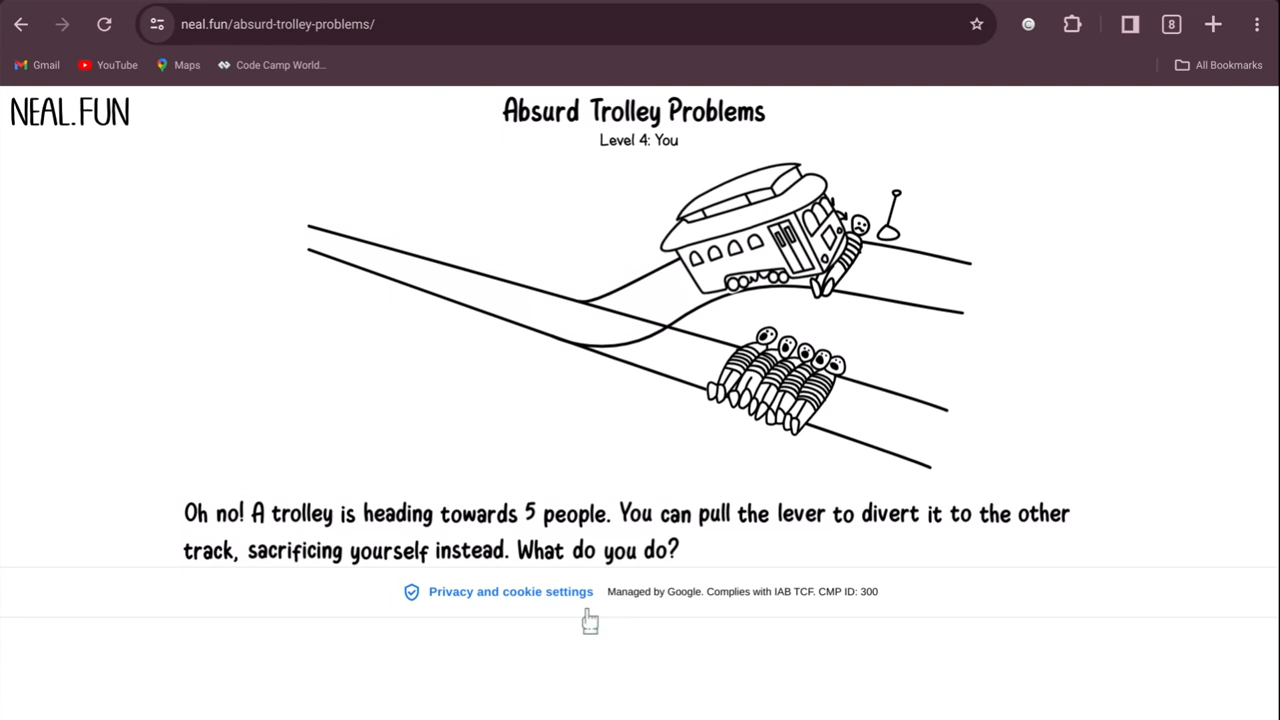 neal.fun/absurd-trolley-problems/
8
Gmail
YouTube
Maps
Code Camp World...
All Bookmarks
NEAL.FUN
Absurd Trolley Problems
Level 4: You
Oh no! A trolley is heading towards 5 people. You can pull the lever to divert it to the other
track, sacrificing yourself instead. What do you do?
Privacy and cookie settings
Managed by Google. Complies with IAB TCF. CMP ID: 300